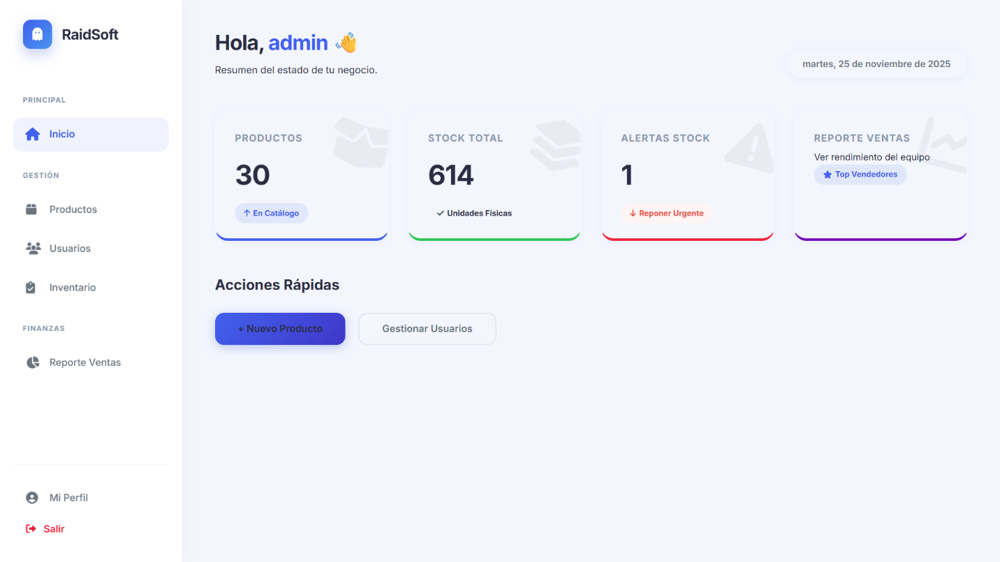 RaidSoft
PRINCIPAL
Inicio
GESTIÓN
Productos
Usuarios
Inventario
FINANZAS
Reporte Ventas
Mi Perfil
Salir
Hola, admin 👋
Resumen del estado de tu negocio.
martes, 25 de noviembre de 2025
PRODUCTOS
30
En Catálogo
STOCK TOTAL
614
Unidades Físicas
ALERTAS STOCK
1
Reponer Urgente
REPORTE VENTAS
Ver rendimiento del equipo
Top Vendedores
Acciones Rápidas
+ Nuevo Producto
Gestionar Usuarios